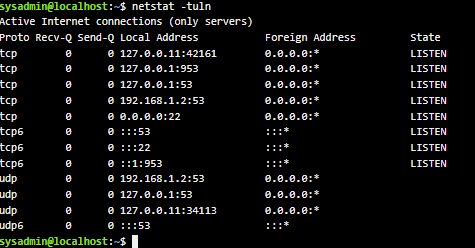 sysadmin@localhost:~$ netstat -tuln
Active Internet connections (only servers)
Proto Recv-Q Send-Q Local Address           Foreign Address         State
tcp        0      0 127.0.0.11:42161        0.0.0.0:*               LISTEN
tcp        0      0 127.0.0.1:953           0.0.0.0:*               LISTEN
tcp        0      0 127.0.0.1:53            0.0.0.0:*               LISTEN
tcp        0      0 192.168.1.2:53          0.0.0.0:*               LISTEN
tcp        0      0 0.0.0.0:22              0.0.0.0:*               LISTEN
tcp6       0      0 :::53                   :::*                    LISTEN
tcp6       0      0 :::22                   :::*                    LISTEN
tcp6       0      0 ::1:953                 :::*                    LISTEN
udp        0      0 192.168.1.2:53          0.0.0.0:*
udp        0      0 127.0.0.1:53            0.0.0.0:*
udp        0      0 127.0.0.11:34113        0.0.0.0:*
udp6       0      0 :::53                   :::*
sysadmin@localhost:~$